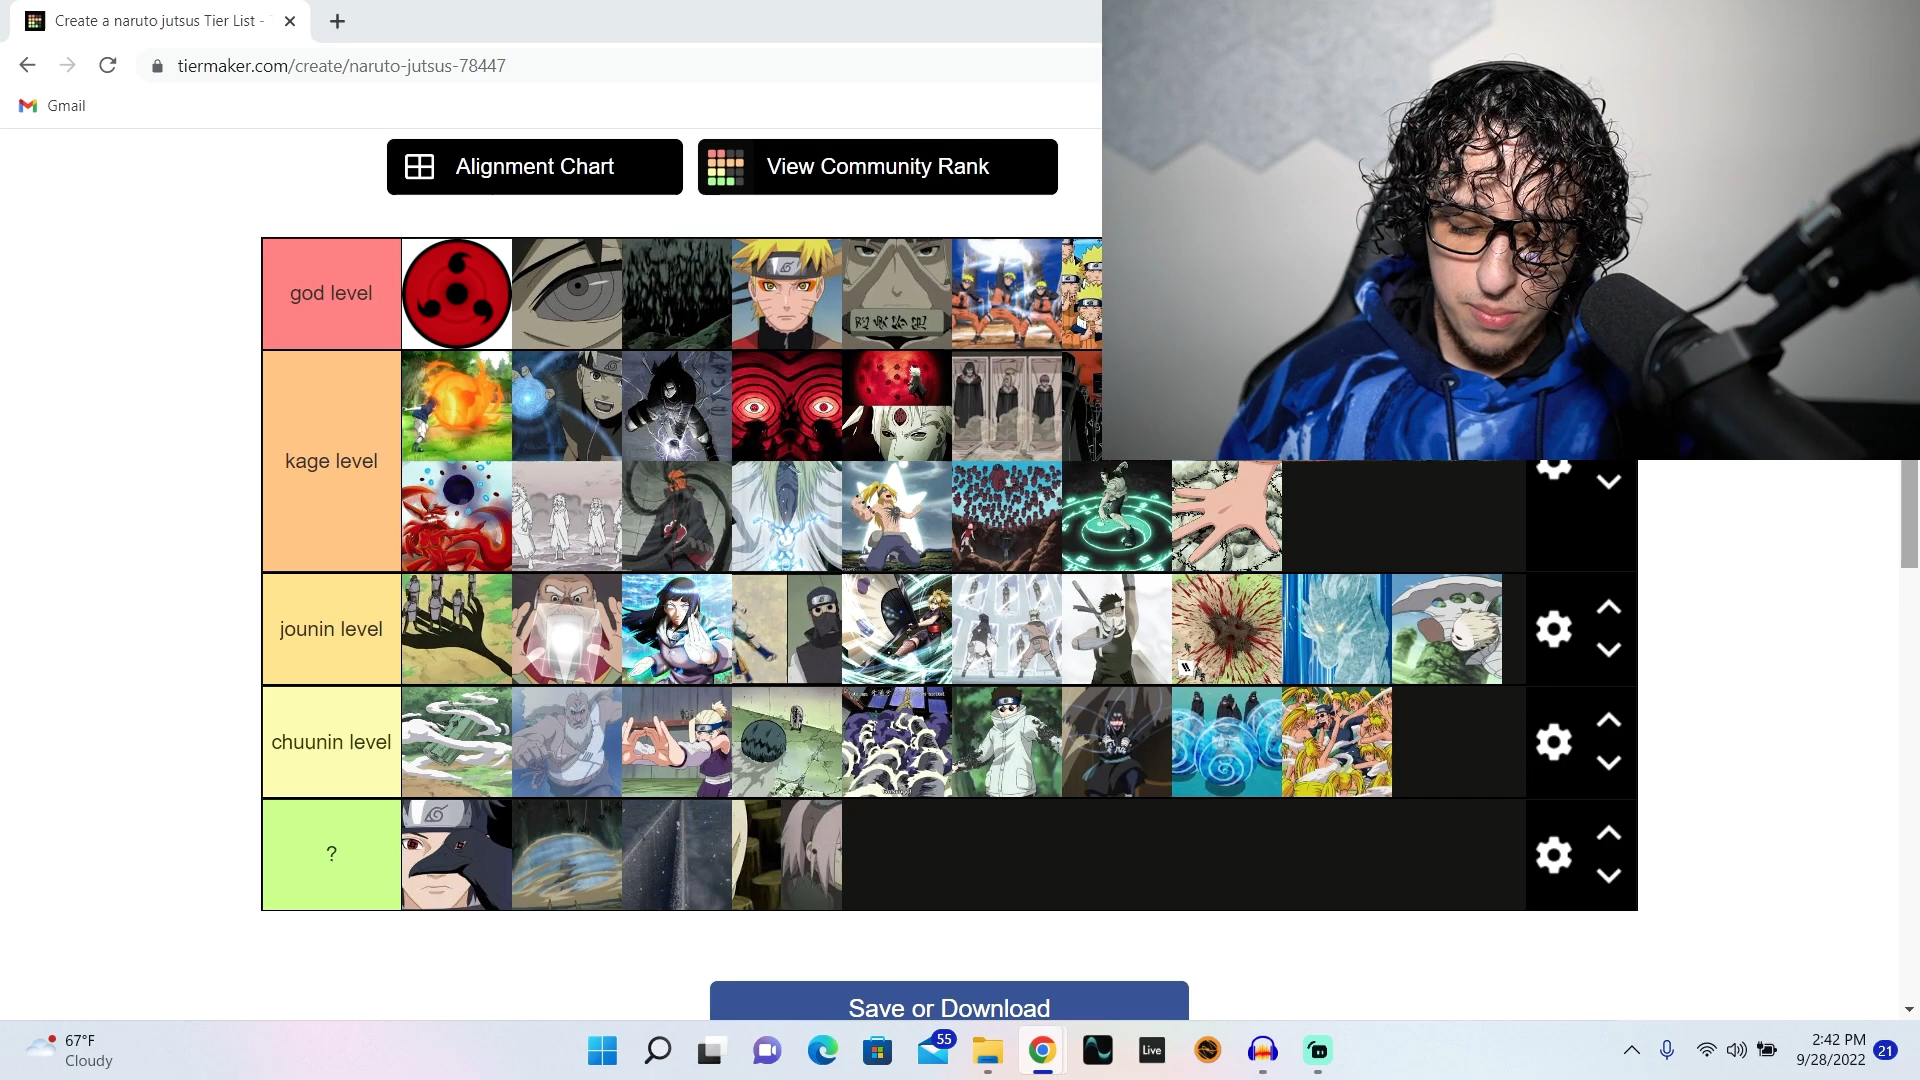 Create a naruto jutsus Tier List -
tiermaker.com/create/naruto-jutsus-78447
Gmail
Alignment Chart
View Community Rank
god level
kage level
jounin level
chuunin level
?
Save or Download
67°F
Cloudy
55
Live
2:42 PM
9/28/2022
21